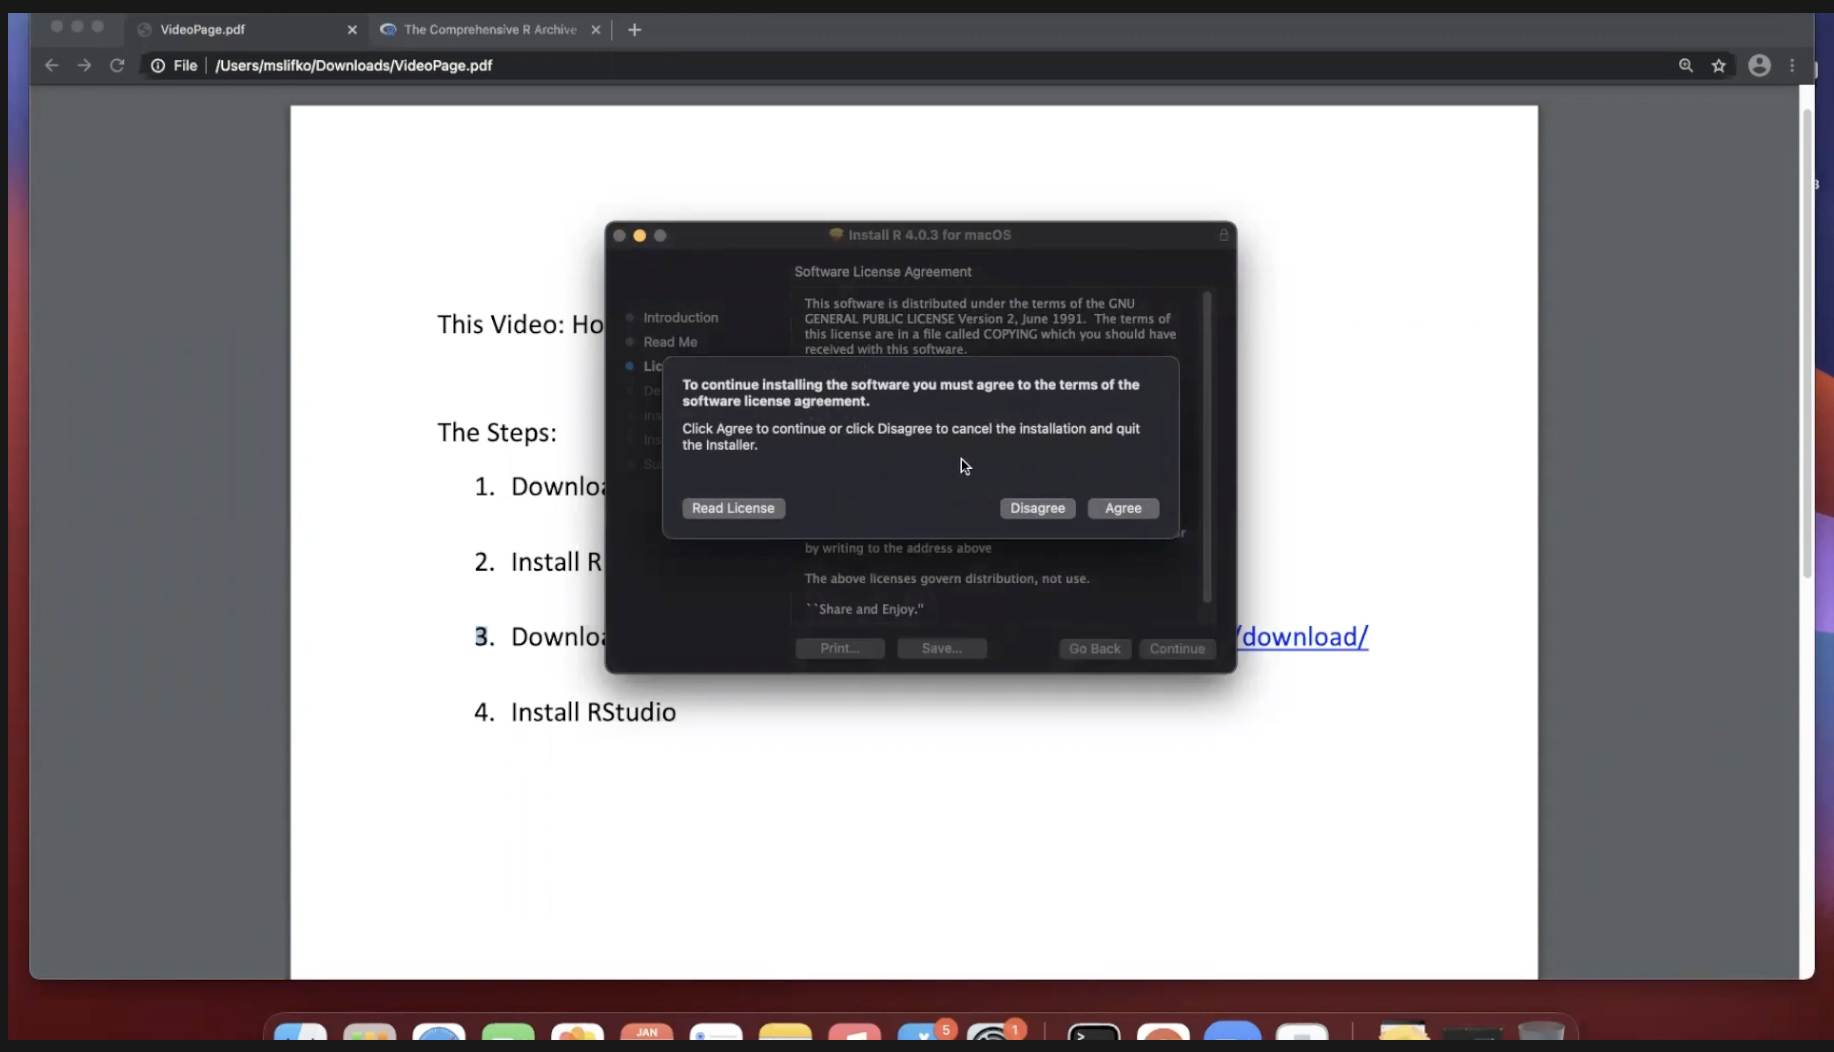 VideoPage.pdf
The Comprehensive R Archive
File
/Users/mslifko/Downloads/VideoPage.pdf
This Video: Ho
The Steps:
1. Downloa
2. Install R
3. Downloa
/download/
4. Install RStudio
Install R 4.0.3 for macOS
Software License Agreement
Introduction
Read Me
Lic
De
Ins
Ins
Su
This software is distributed under the terms of the GNU
GENERAL PUBLIC LICENSE Version 2, June 1991. The terms of
this license are in a file called COPYING which you should have
received with this software.
To continue installing the software you must agree to the terms of the
software license agreement.
Click Agree to continue or click Disagree to cancel the installation and quit
the Installer.
Read License
Disagree
Agree
by writing to the address above
The above licenses govern distribution, not use.
``Share and Enjoy."
Print...
Save...
Go Back
Continue
JAN
5
1